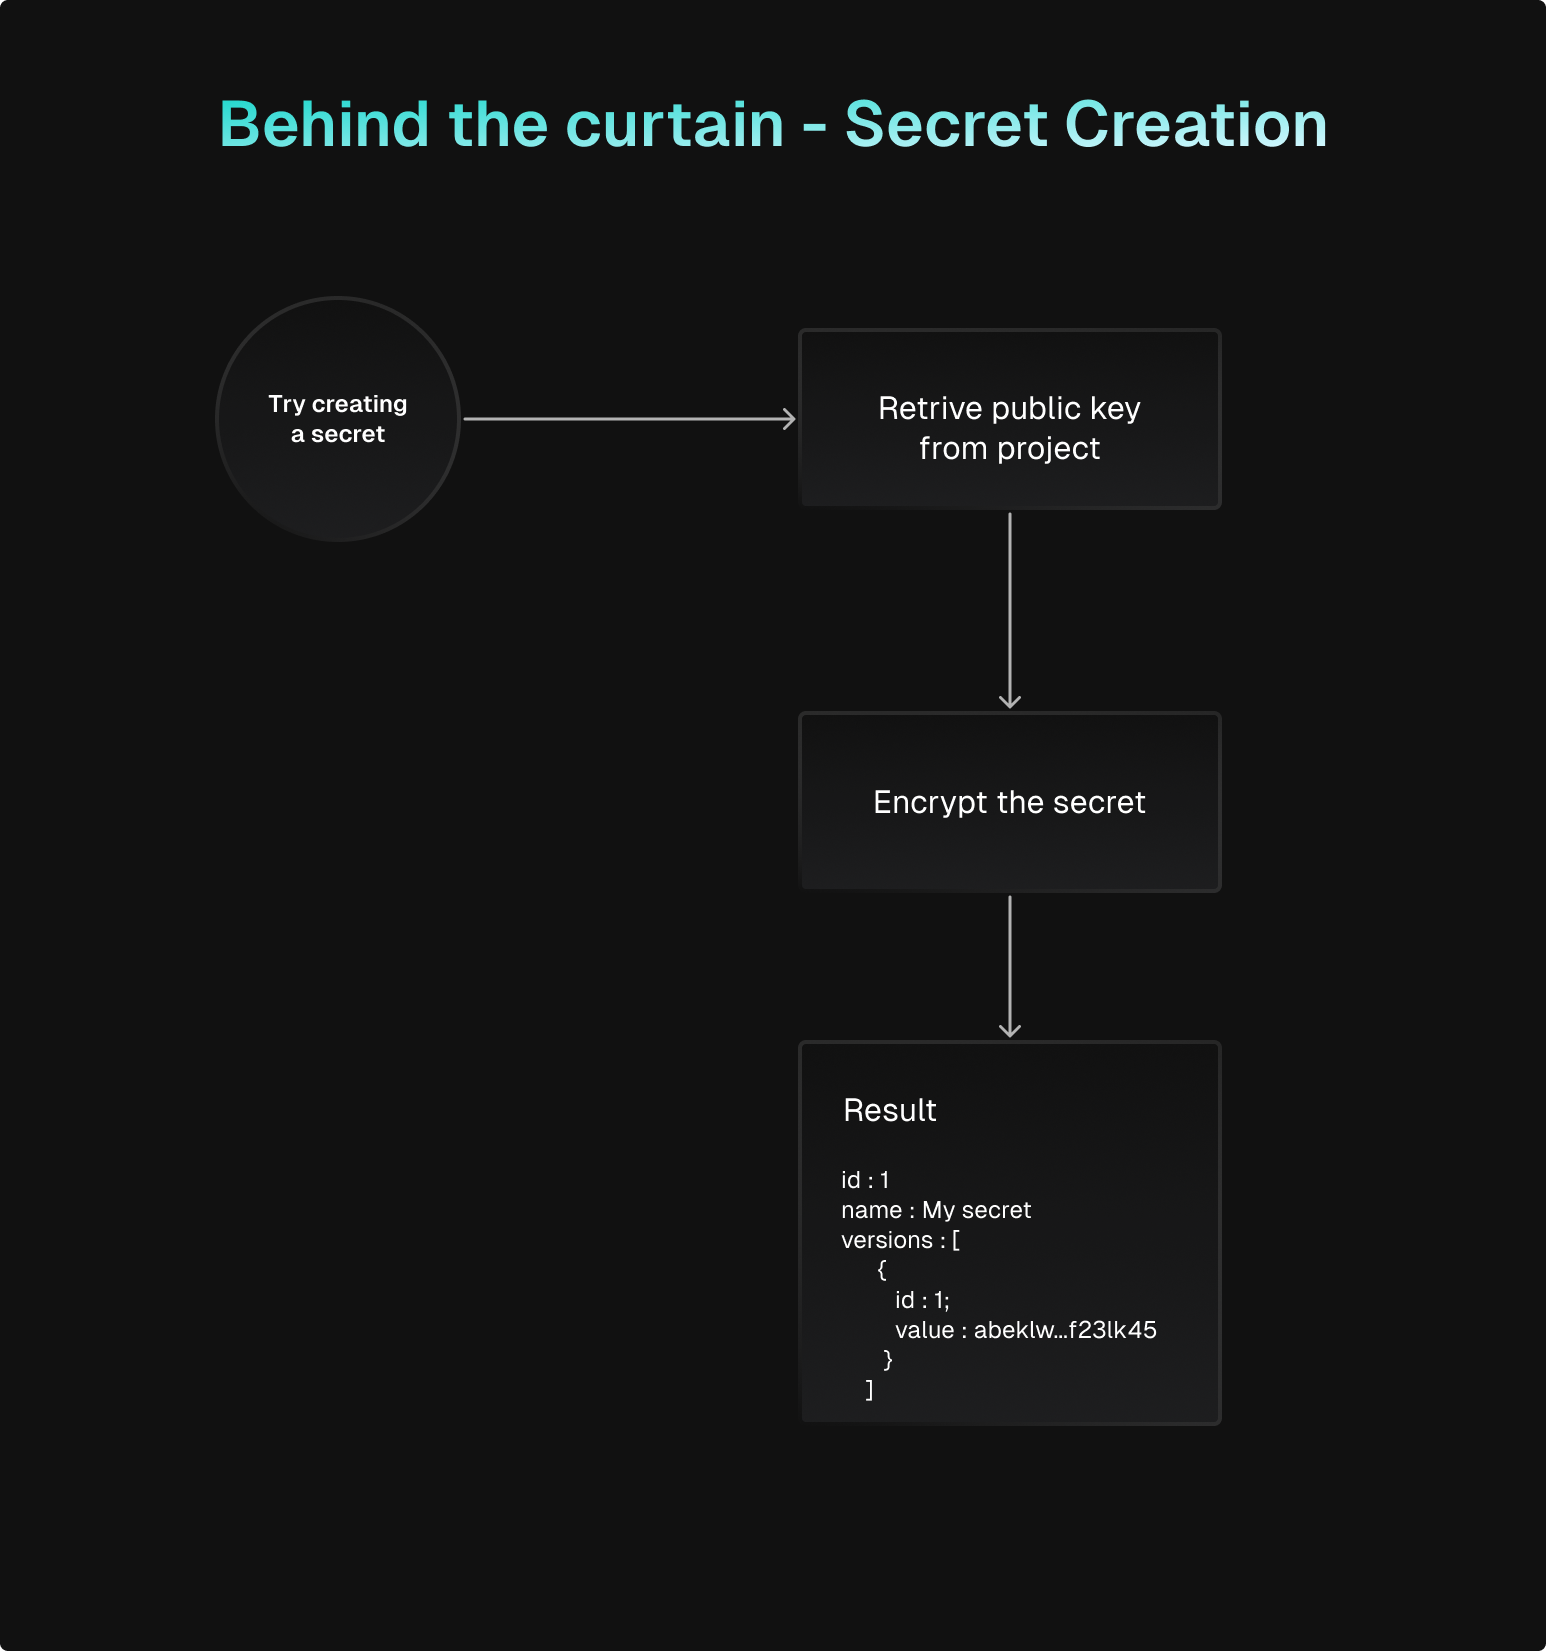 Behind the curtain - Secret Creation
Try creating
a secret
Retrive public key
from project
Encrypt the secret
Result
id : 1
name : My secret
versions : [
{
id : 1;
value : abeklw...f23lk45
}
]